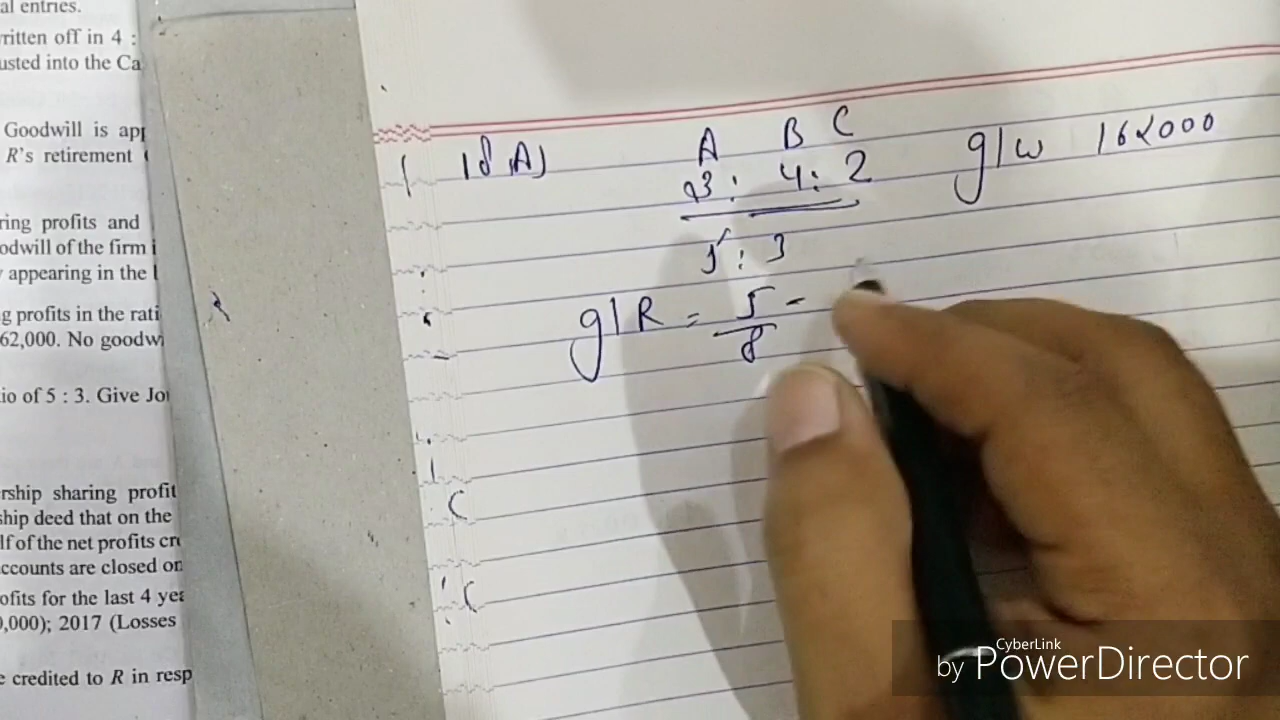 al entries.
ritten off in 4 :
usted into the Ca
Goodwill is app
R's retirement
ring profits and
odwill of the firm i
appearing in the
g profits in the rati
62,000. No goodw
io of 5 : 3. Give Jo
ership sharing profit
ship deed that on the
lf of the net profits cre
ccounts are closed on
ofits for the last 4 yea
0,000); 2017 (Losses
e credited to R in resp
18 A) A B C g/w 162000
3 : 4 : 2
5 : 3
g/R = 5 -
8
CyberLink
by PowerDirector